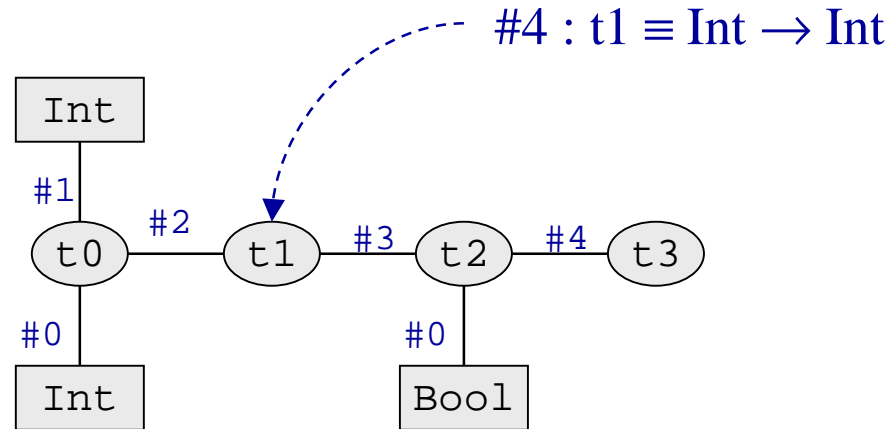 #4 : t1 ≡ Int → Int
Int
#1
#2
t0
t1
#3
t2
#4
t3
#0
#0
Int
Bool